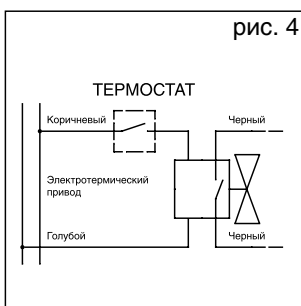 рис. 4
ТЕРМОСТАТ
Коричневый
Черный
Электротермический
привод
Голубой
Черный